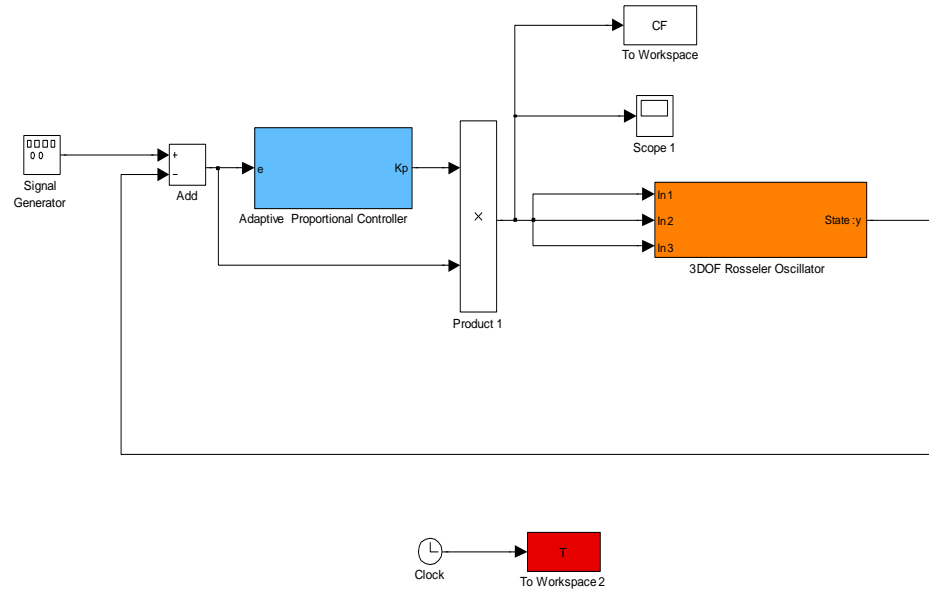 CF
To Workspace
Scope 1
Signal
Generator
+
−
Add
e
Kp
Adaptive Proportional Controller
×
Product 1
In1
In2
In3
State :y
3DOF Rosseler Oscillator
Clock
T
To Workspace 2